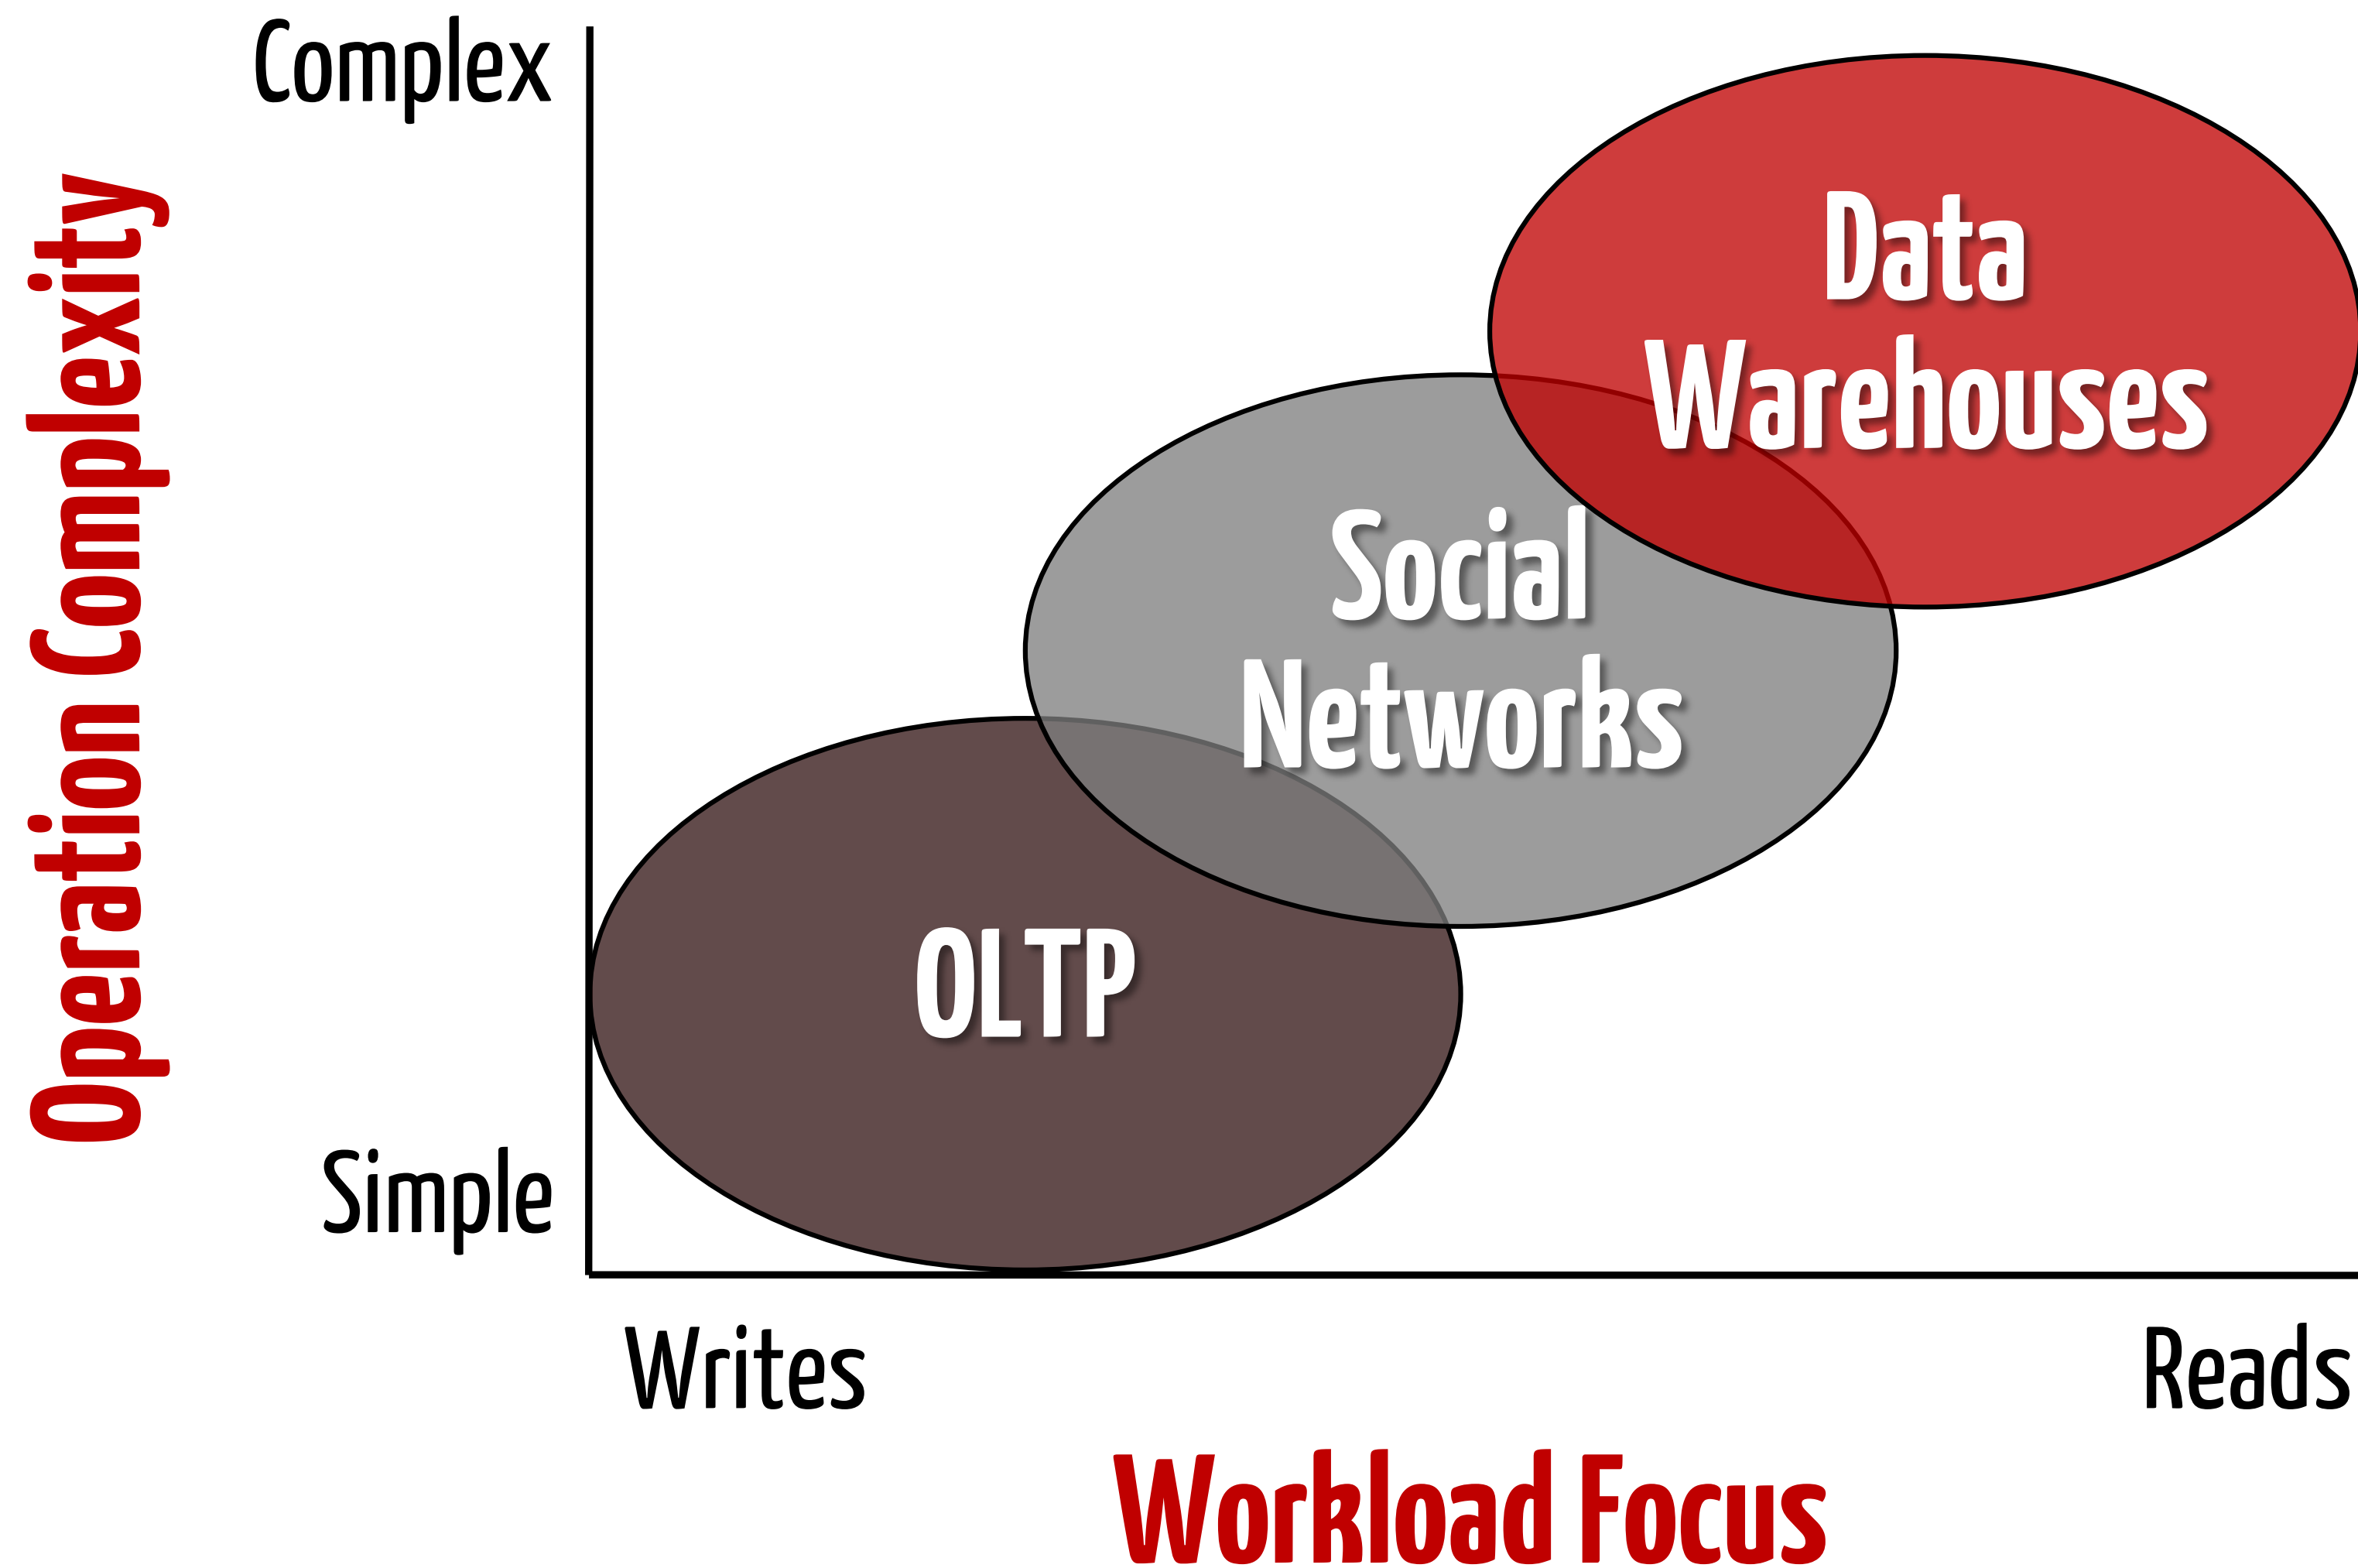 Complex
Operation Complexity
Data
Warehouses
Social
Networks
OLTP
Simple
Writes
Reads
Workload Focus